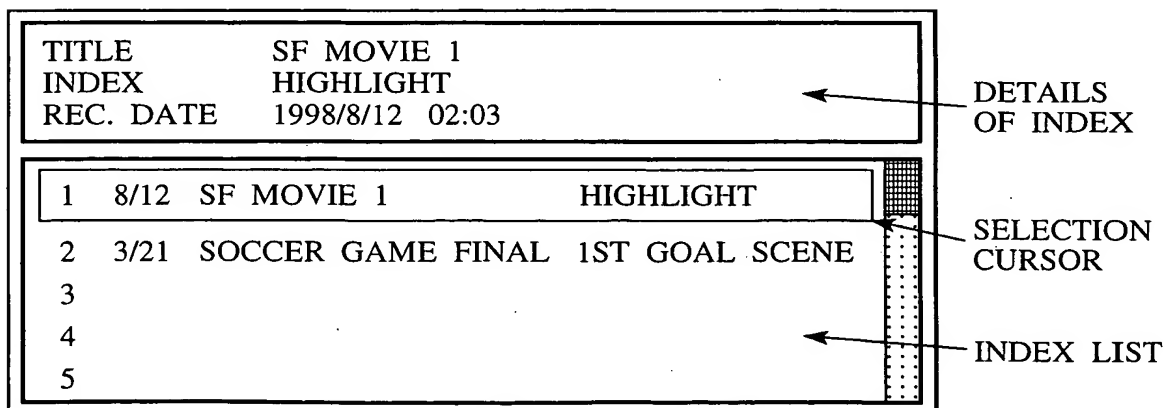 TITLE SF MOVIE 1
INDEX HIGHLIGHT
REC. DATE 1998/8/12 02:03
DETAILS
OF INDEX
1 8/12 SF MOVIE 1 HIGHLIGHT
2 3/21 SOCCER GAME FINAL 1ST GOAL SCENE
SELECTION
CURSOR
3
4
INDEX LIST
5